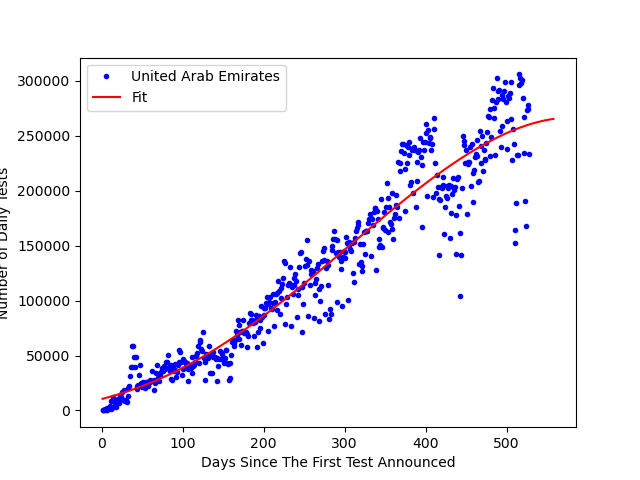 United Arab Emirates
Fit
300000
250000
200000
150000
100000
50000
0
Number of Daily Tests
0 100 200 300 400 500
Days Since The First Test Announced